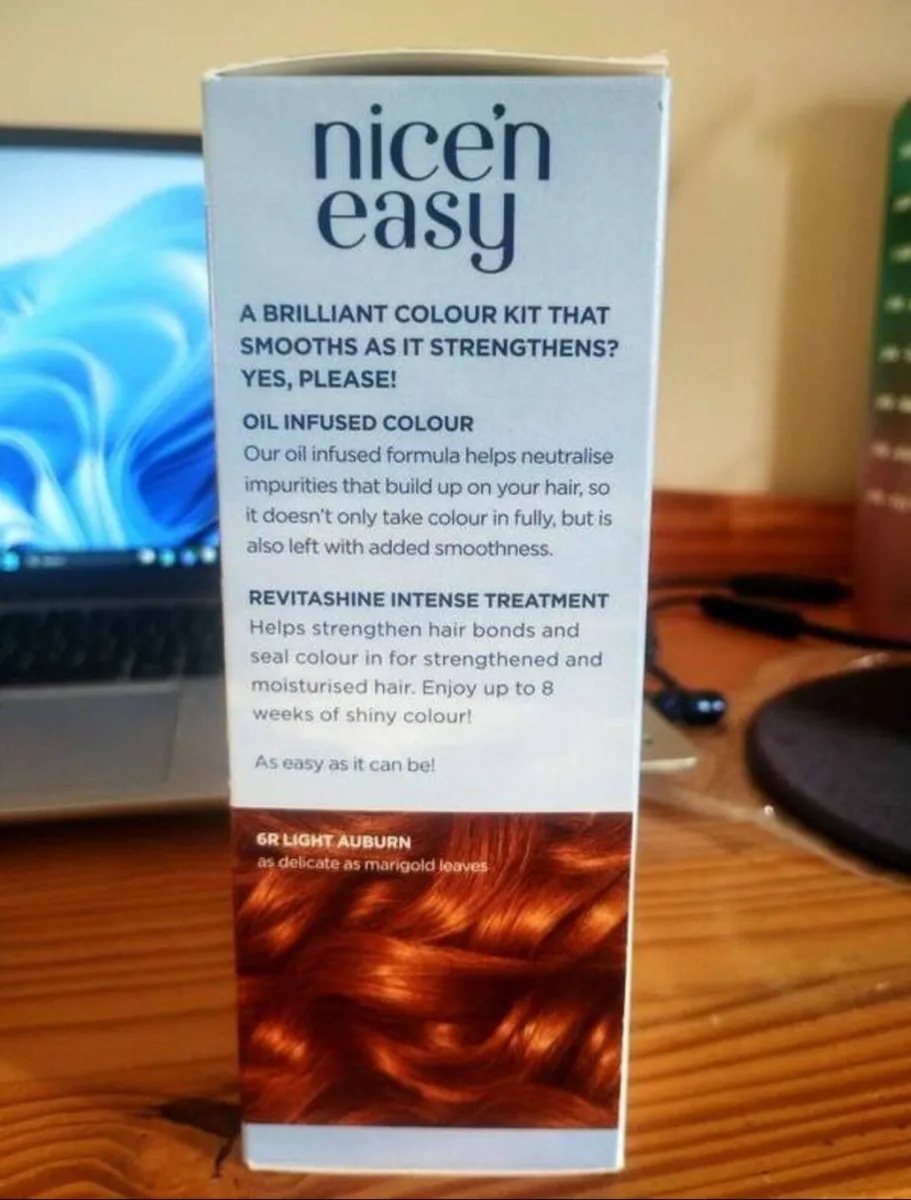 nice'n
easy
A BRILLIANT COLOUR KIT THAT
SMOOTHS AS IT STRENGTHENS?
YES, PLEASE!
OIL INFUSED COLOUR
Our oil infused formula helps neutralise
impurities that build up on your hair, so
it doesn't only take colour in fully, but is
also left with added smoothness.
REVITASHINE INTENSE TREATMENT
Helps strengthen hair bonds and
seal colour in for strengthened and
moisturised hair. Enjoy up to 8
weeks of shiny colour!
As easy as it can be!
6R LIGHT AUBURN
as delicate as marigold leaves